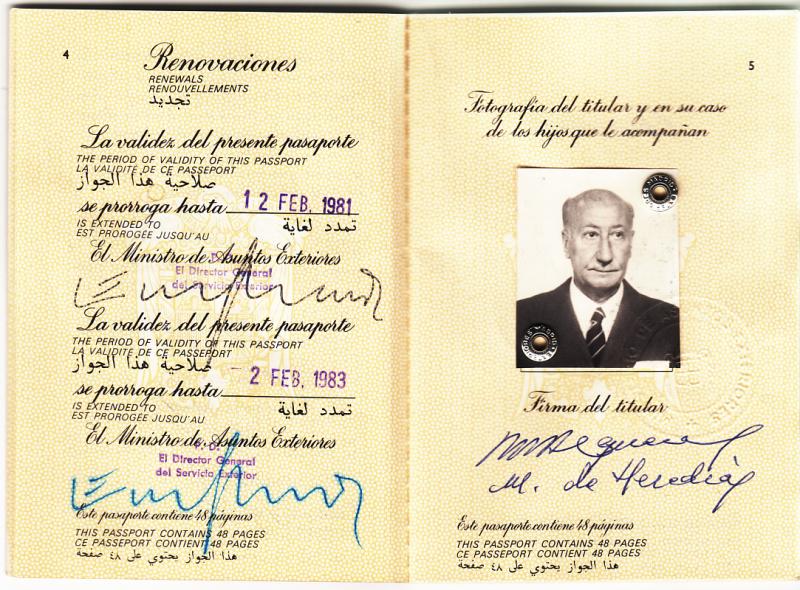 4
Renovaciones
RENEWALS
RENOUVELLEMENTS
تجديد
La validez del presente pasaporte
THE PERIOD OF VALIDITY OF THIS PASSPORT
LA VALIDITÉ DE CE PASSEPORT
صلاحية هذا الجواز
se prorroga hasta 12 FEB. 1981
IS EXTENDED TO
EST PROROGÉE JUSQU'AU
تمدد لغاية
El Ministro de Asuntos Exteriores
El Director General
del Servicio Exterior
La validez del presente pasaporte
THE PERIOD OF VALIDITY OF THIS PASSPORT
LA VALIDITÉ DE CE PASSEPORT
صلاحية هذا الجواز
se prorroga hasta - 2 FEB. 1983
IS EXTENDED TO
EST PROROGÉE JUSQU'AU
تمدد لغاية
El Ministro de Asuntos Exteriores
El Director General
del Servicio Exterior
Este pasaporte contiene 48 páginas
THIS PASSPORT CONTAINS 48 PAGES
CE PASSEPORT CONTIENT 48 PAGES
هذا الجواز يحتوي على ٤٨ صفحة
5
Fotografía del titular y en su caso
de los hijos que le acompañan
Firma del titular
M. de Heredia
Este pasaporte contiene 48 páginas
THIS PASSPORT CONTAINS 48 PAGES
CE PASSEPORT CONTIENT 48 PAGES
هذا الجواز يحتوي على ٤٨ صفحة